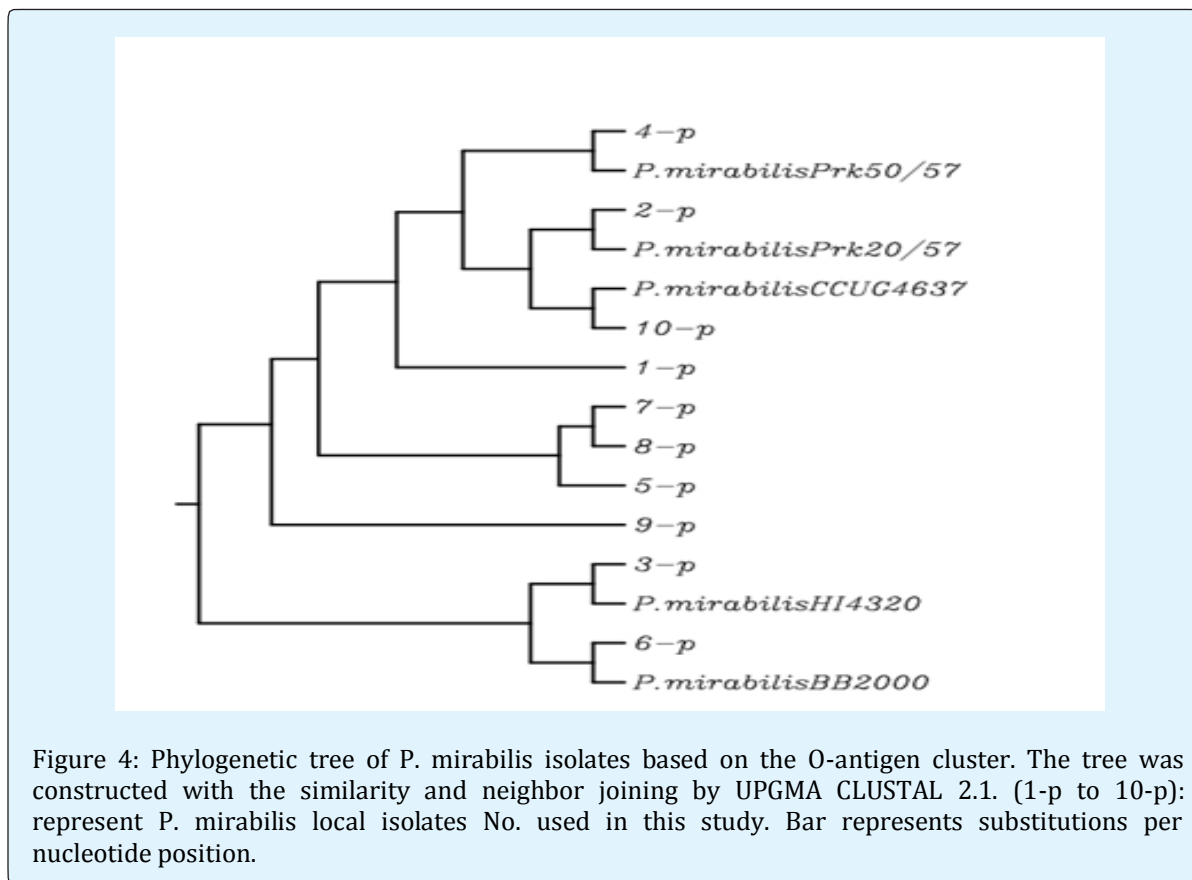 4-p
P.mirabilisPrk50/57
2-p
P.mirabilisPrk20/57
P.mirabilisCCUG4637
10-p
1-p
7-p
8-p
5-p
9-p
3-p
P.mirabilisHI4320
6-p
P.mirabilisBB2000
Figure 4: Phylogenetic tree of P. mirabilis isolates based on the O-antigen cluster. The tree was
constructed with the similarity and neighbor joining by UPGMA CLUSTAL 2.1. (1-p to 10-p):
represent P. mirabilis local isolates No. used in this study. Bar represents substitutions per
nucleotide position.